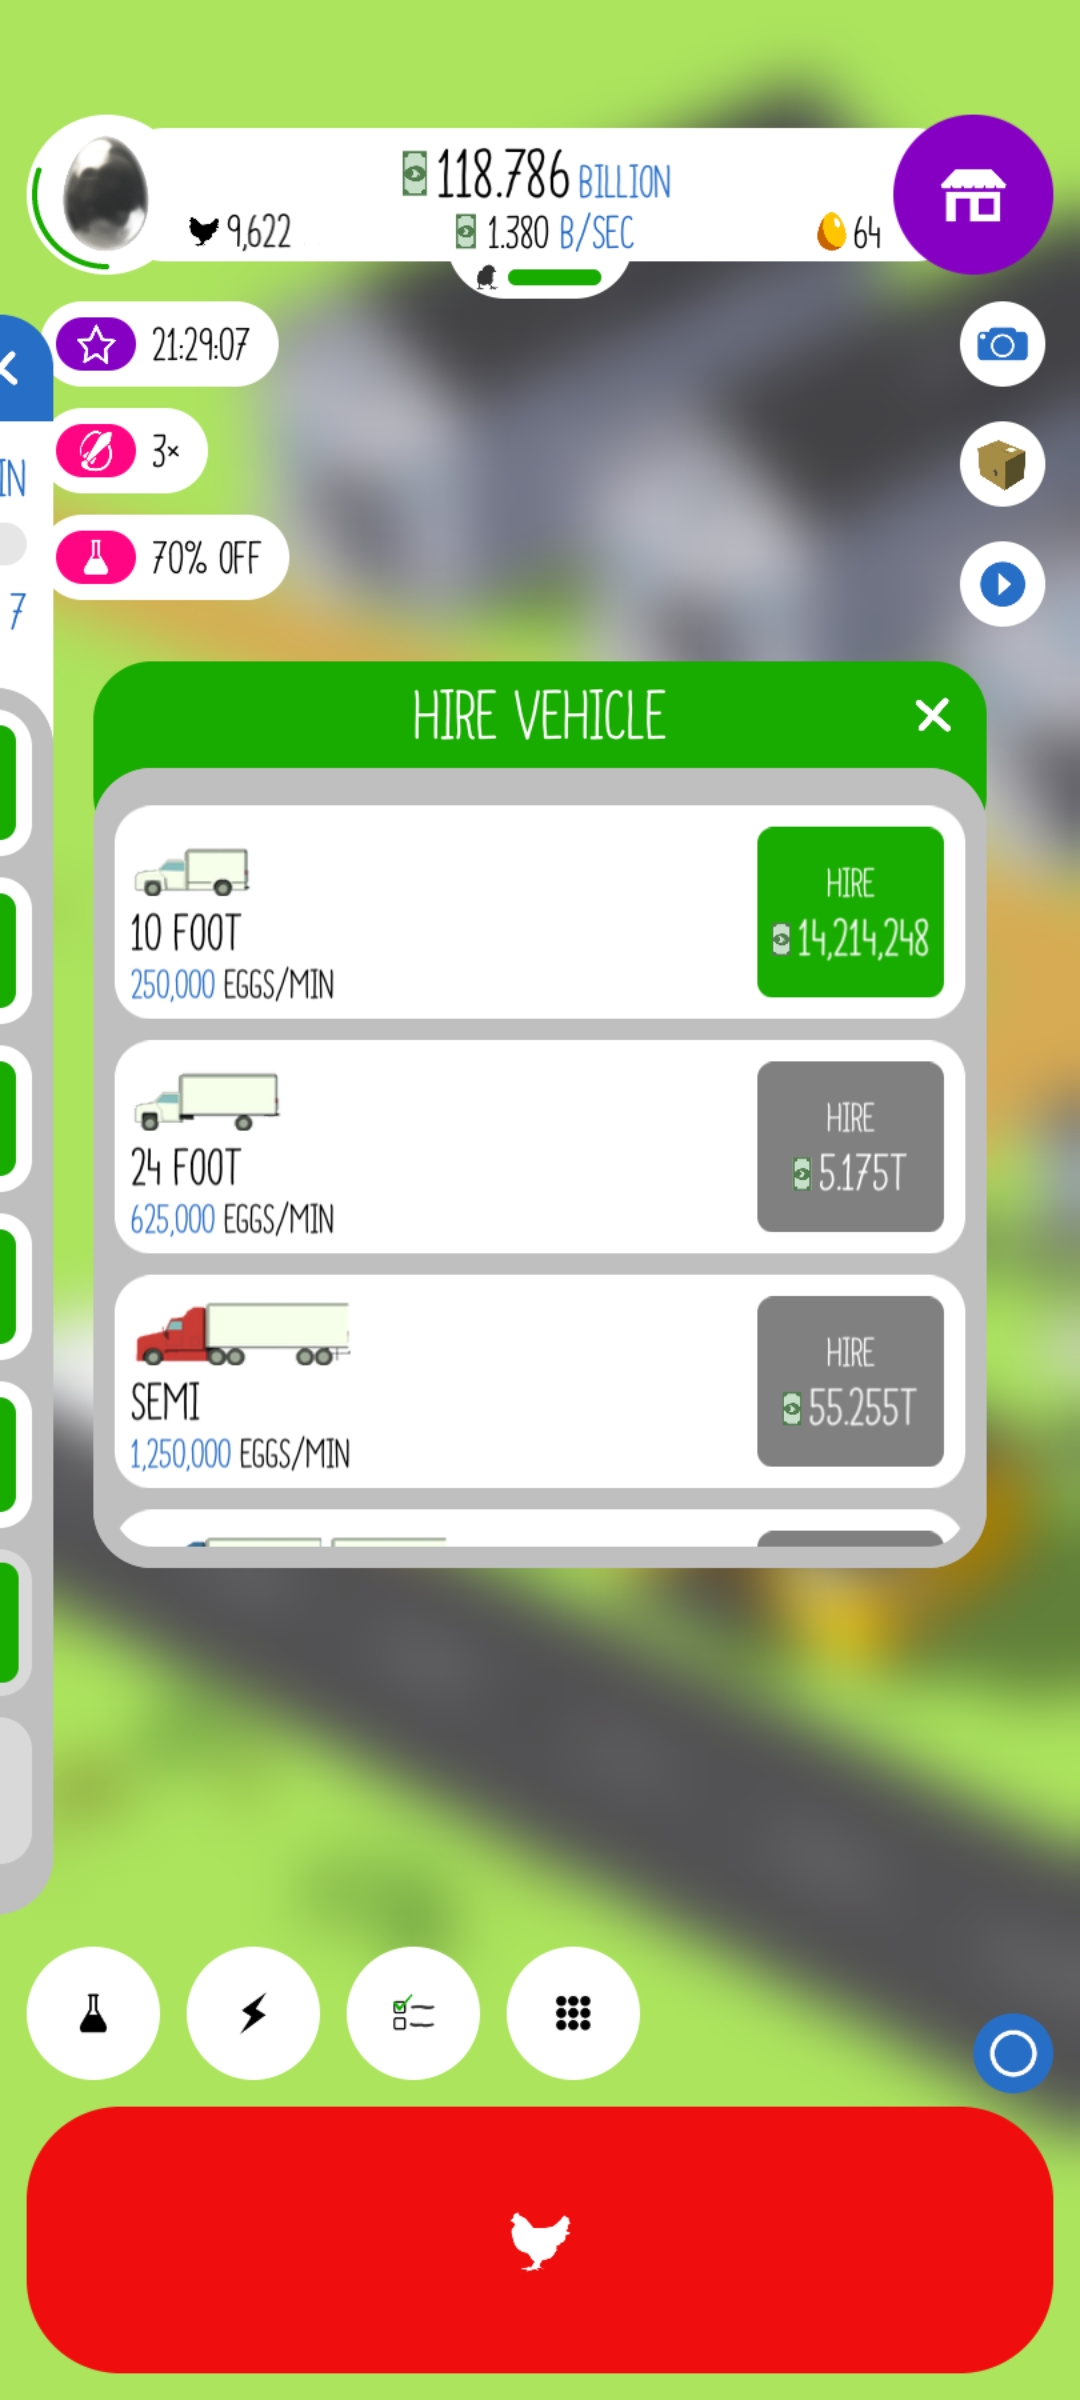 118.786 BILLION
9,622
1.380 B/SEC
64
21:29:07
3×
70% OFF
IN
7
HIRE VEHICLE
10 FOOT
250,000 EGGS/MIN
HIRE
14,214,248
24 FOOT
625,000 EGGS/MIN
HIRE
5.175T
SEMI
1,250,000 EGGS/MIN
HIRE
55.255T